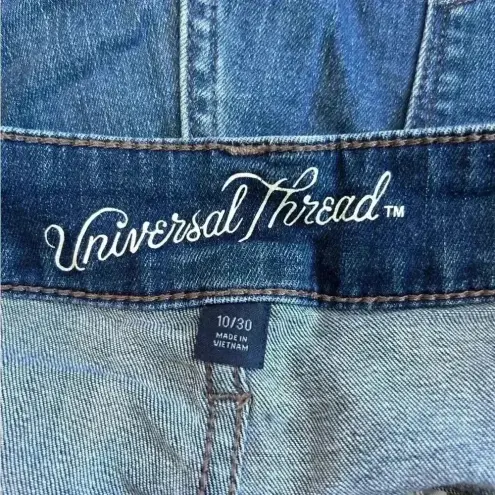 Universal Thread™
10/30
MADE IN
VIETNAM